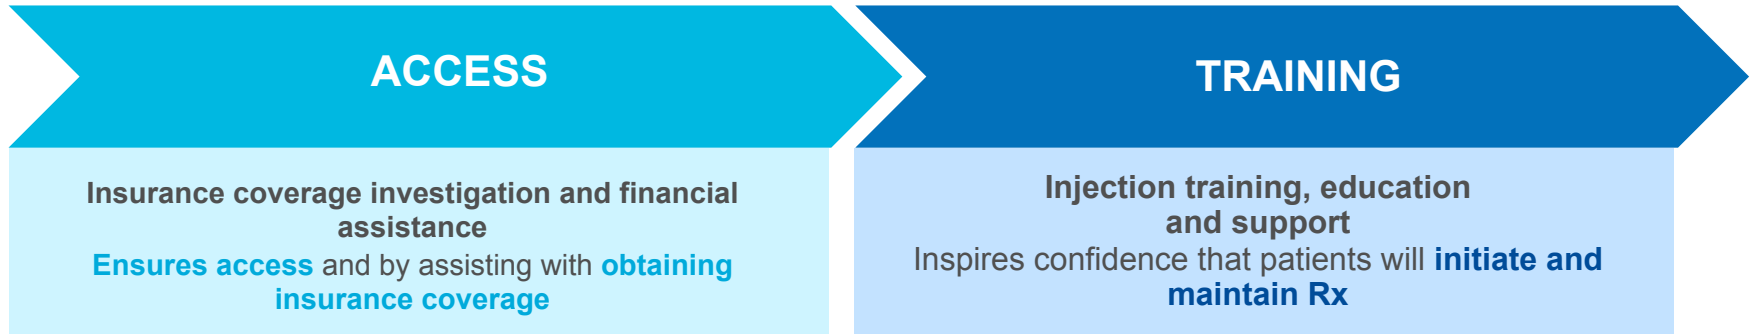 ACCESS
Insurance coverage investigation and financial
assistance
Ensures access and by assisting with obtaining
insurance coverage
TRAINING
Injection training, education
and support
Inspires confidence that patients will initiate and
maintain Rx